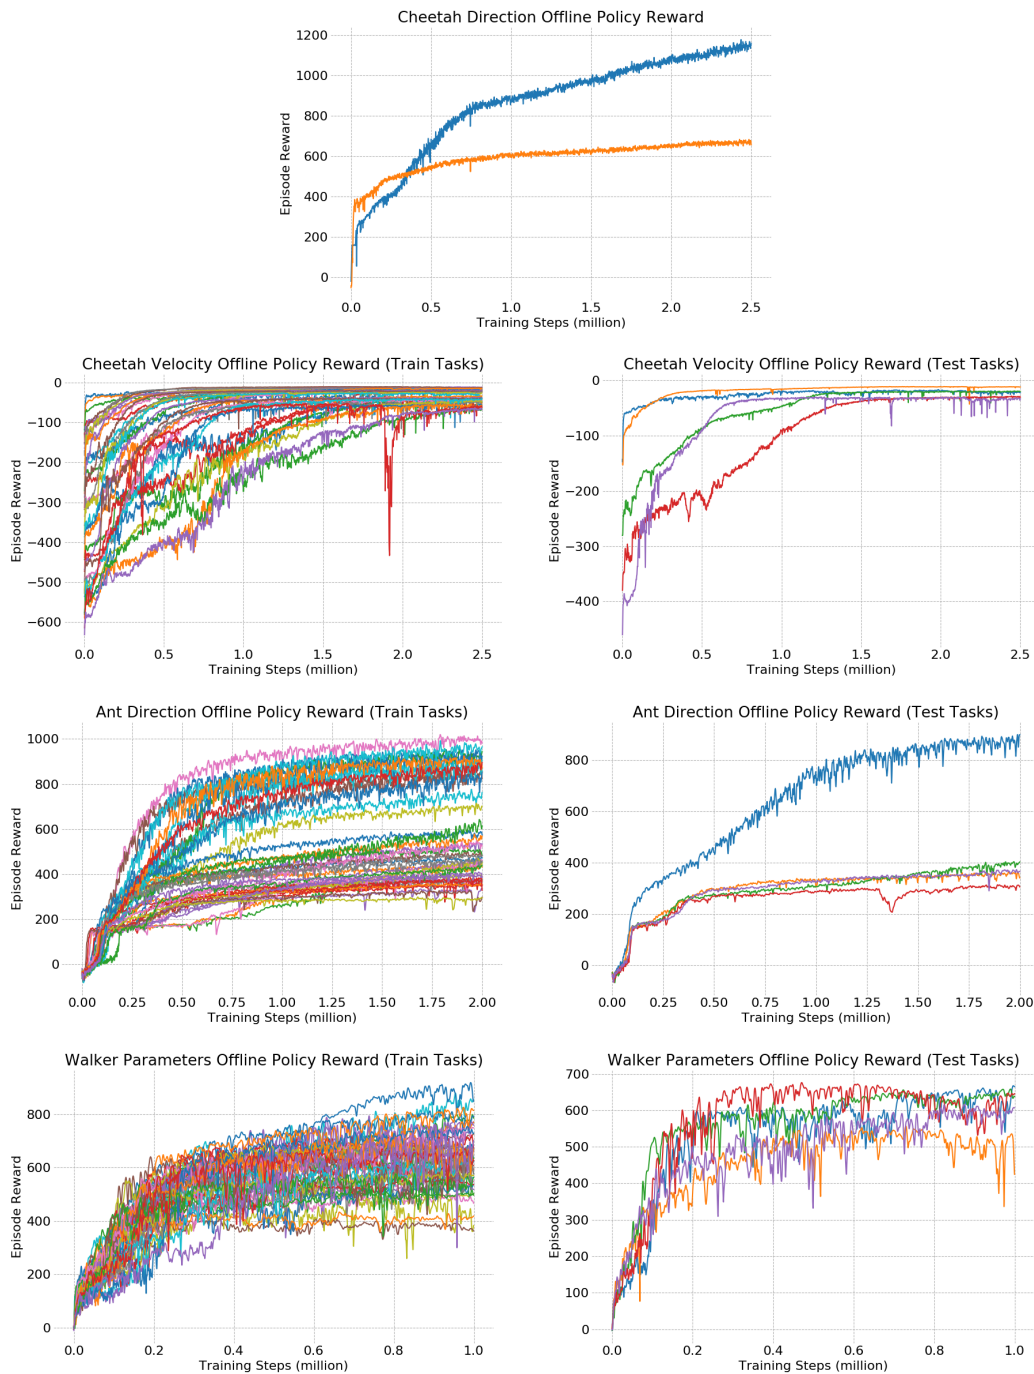 Cheetah Direction Offline Policy Reward
1200
1000
800
600
400
200
0
Episode Reward
0.0 0.5 1.0 1.5 2.0 2.5
Training Steps (million)
Cheetah Velocity Offline Policy Reward (Train Tasks)
0
−100
−200
−300
−400
−500
−600
Episode Reward
0.0 0.5 1.0 1.5 2.0 2.5
Training Steps (million)
Cheetah Velocity Offline Policy Reward (Test Tasks)
0
−100
−200
−300
−400
Episode Reward
0.0 0.5 1.0 1.5 2.0 2.5
Training Steps (million)
Ant Direction Offline Policy Reward (Train Tasks)
1000
800
600
400
200
0
Episode Reward
0.00 0.25 0.50 0.75 1.00 1.25 1.50 1.75 2.00
Training Steps (million)
Ant Direction Offline Policy Reward (Test Tasks)
800
600
400
200
0
Episode Reward
0.00 0.25 0.50 0.75 1.00 1.25 1.50 1.75 2.00
Training Steps (million)
Walker Parameters Offline Policy Reward (Train Tasks)
800
600
400
200
0
Episode Reward
0.0 0.2 0.4 0.6 0.8 1.0
Training Steps (million)
Walker Parameters Offline Policy Reward (Test Tasks)
700
600
500
400
300
200
100
0
Episode Reward
0.0 0.2 0.4 0.6 0.8 1.0
Training Steps (million)